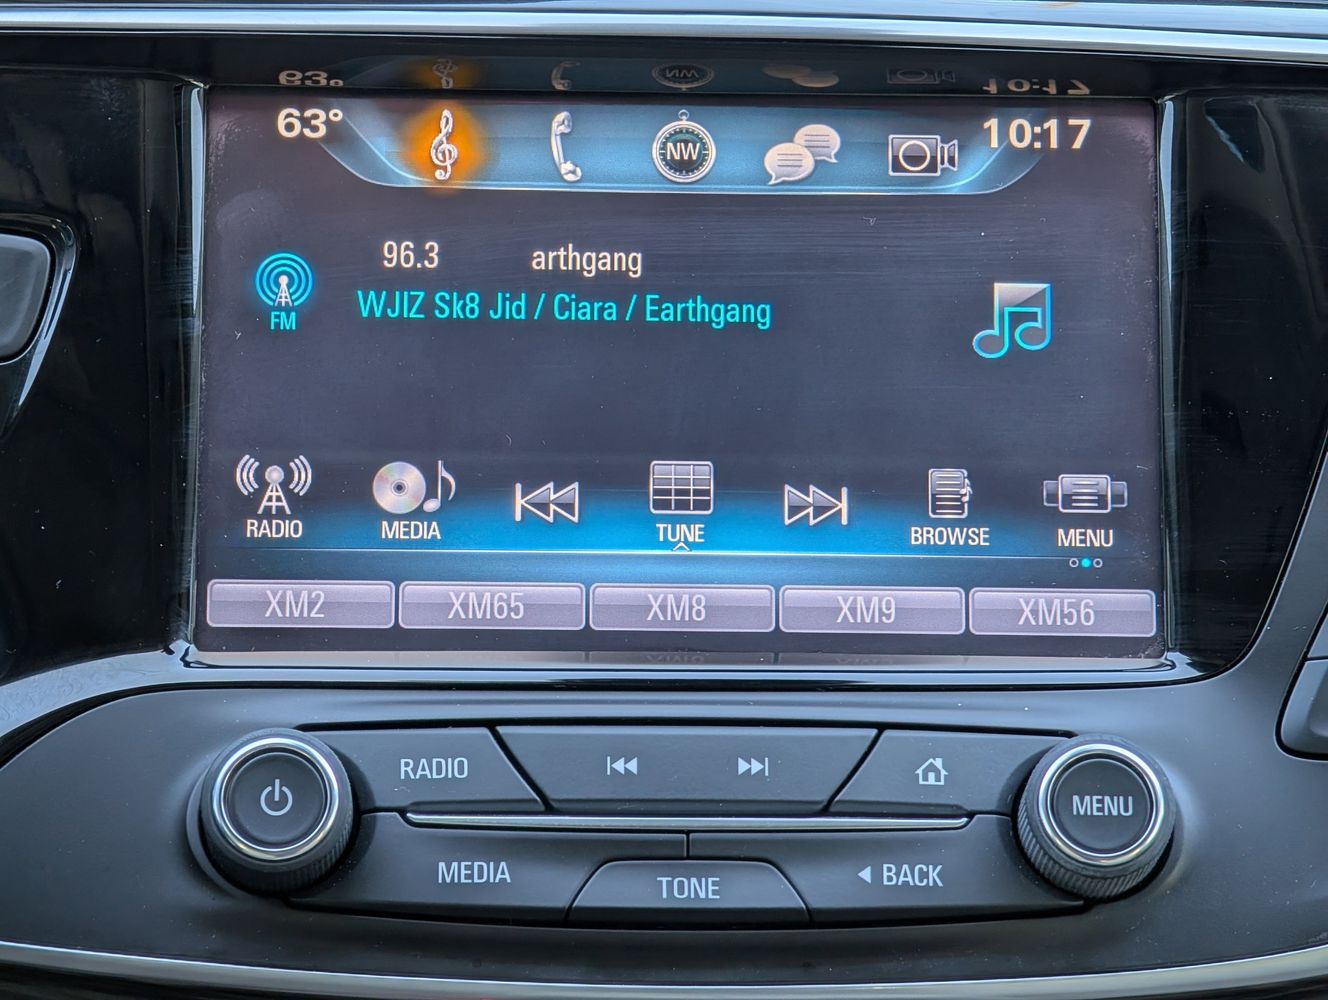 63° NW 10:17
96.3 arthgang
FM WJIZ Sk8 Jid / Ciara / Earthgang
RADIO MEDIA TUNE BROWSE MENU
XM2 XM65 XM8 XM9 XM56
RADIO
MENU
MEDIA TONE BACK